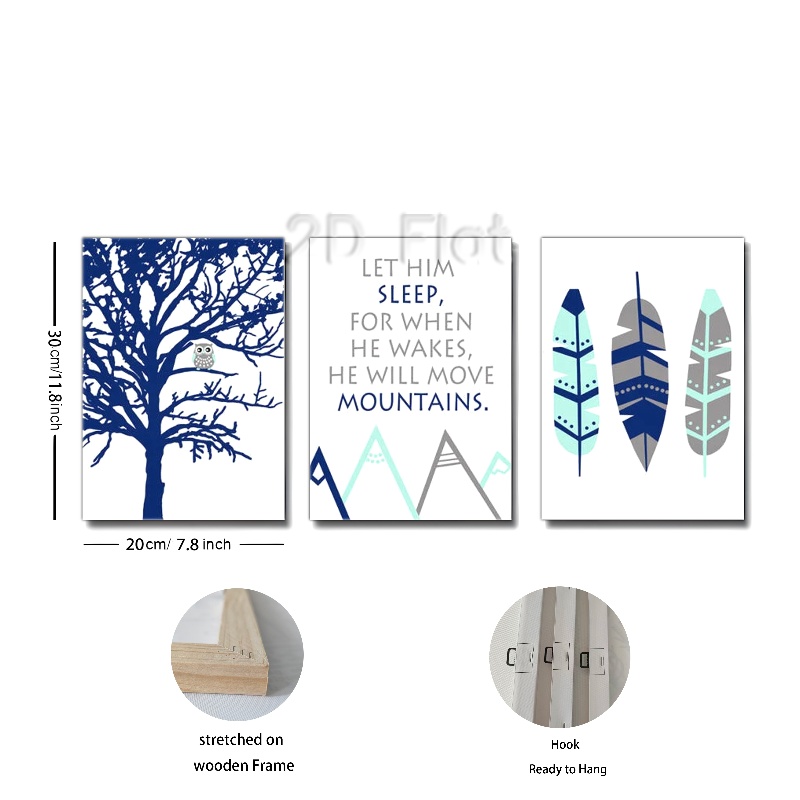 2D Flat
LET HIM
SLEEP,
FOR WHEN
HE WAKES,
HE WILL MOVE
MOUNTAINS.
30cm/11.8inch
20cm/ 7.8 inch
stretched on
wooden Frame
Hook
Ready to Hang